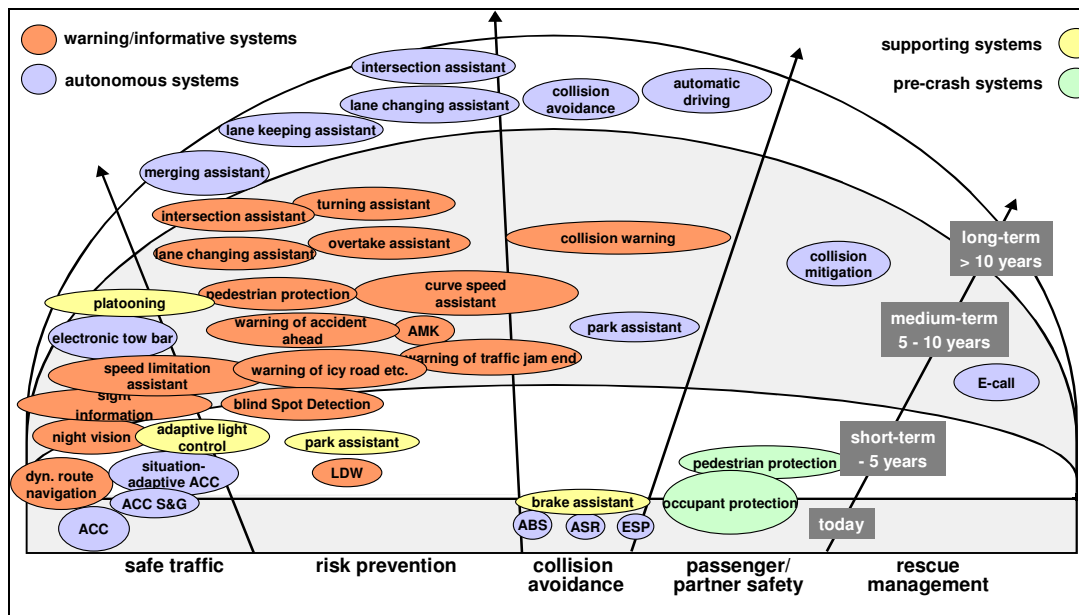 warning/informative systems
autonomous systems
supporting systems
pre-crash systems
intersection assistant
lane changing assistant
collision
avoidance
automatic
driving
lane keeping assistant
merging assistant
turning assistant
intersection assistant
overtake assistant
lane changing assistant
collision warning
long-term
> 10 years
collision
mitigation
pedestrian protection
curve speed
assistant
platooning
warning of accident
ahead
AMK
park assistant
medium-term
5 - 10 years
electronic tow bar
warning of traffic jam end
speed limitation
assistant
warning of icy road etc.
E-call
sight
information
blind Spot Detection
night vision
adaptive light
control
park assistant
short-term
- 5 years
dyn. route
navigation
situation-
adaptive ACC
LDW
pedestrian protection
ACC S&G
brake assistant
occupant protection
ACC
ABS
ASR
ESP
today
safe traffic
risk prevention
collision
avoidance
passenger/
partner safety
rescue
management